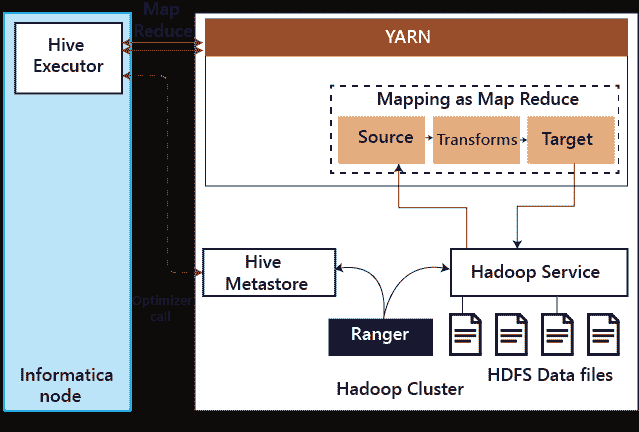 Map
Reduce
Hive
Executor
YARN
Mapping as Map Reduce
Source
Transforms
Target
Hive
Metastore
Hadoop Service
Optimizer
call
Ranger
Informatica
node
Hadoop Cluster
HDFS Data files